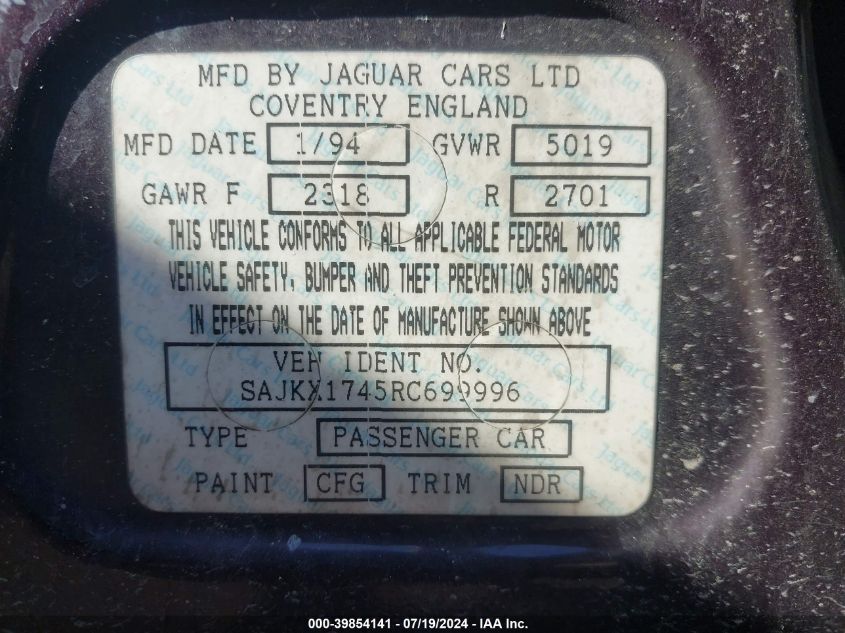 MFD BY JAGUAR CARS LTD
COVENTRY ENGLAND
MFD DATE 1/94 GVWR 5019
GAWR F 2318 R 2701
THIS VEHICLE CONFORMS TO ALL APPLICABLE FEDERAL MOTOR
VEHICLE SAFETY, BUMPER AND THEFT PREVENTION STANDARDS
IN EFFECT ON THE DATE OF MANUFACTURE SHOWN ABOVE
VEH IDENT NO.
SAJKX1745RC699996
TYPE PASSENGER CAR
PAINT CFG TRIM NDR
000-39854141 - 07/19/2024 - IAA Inc.